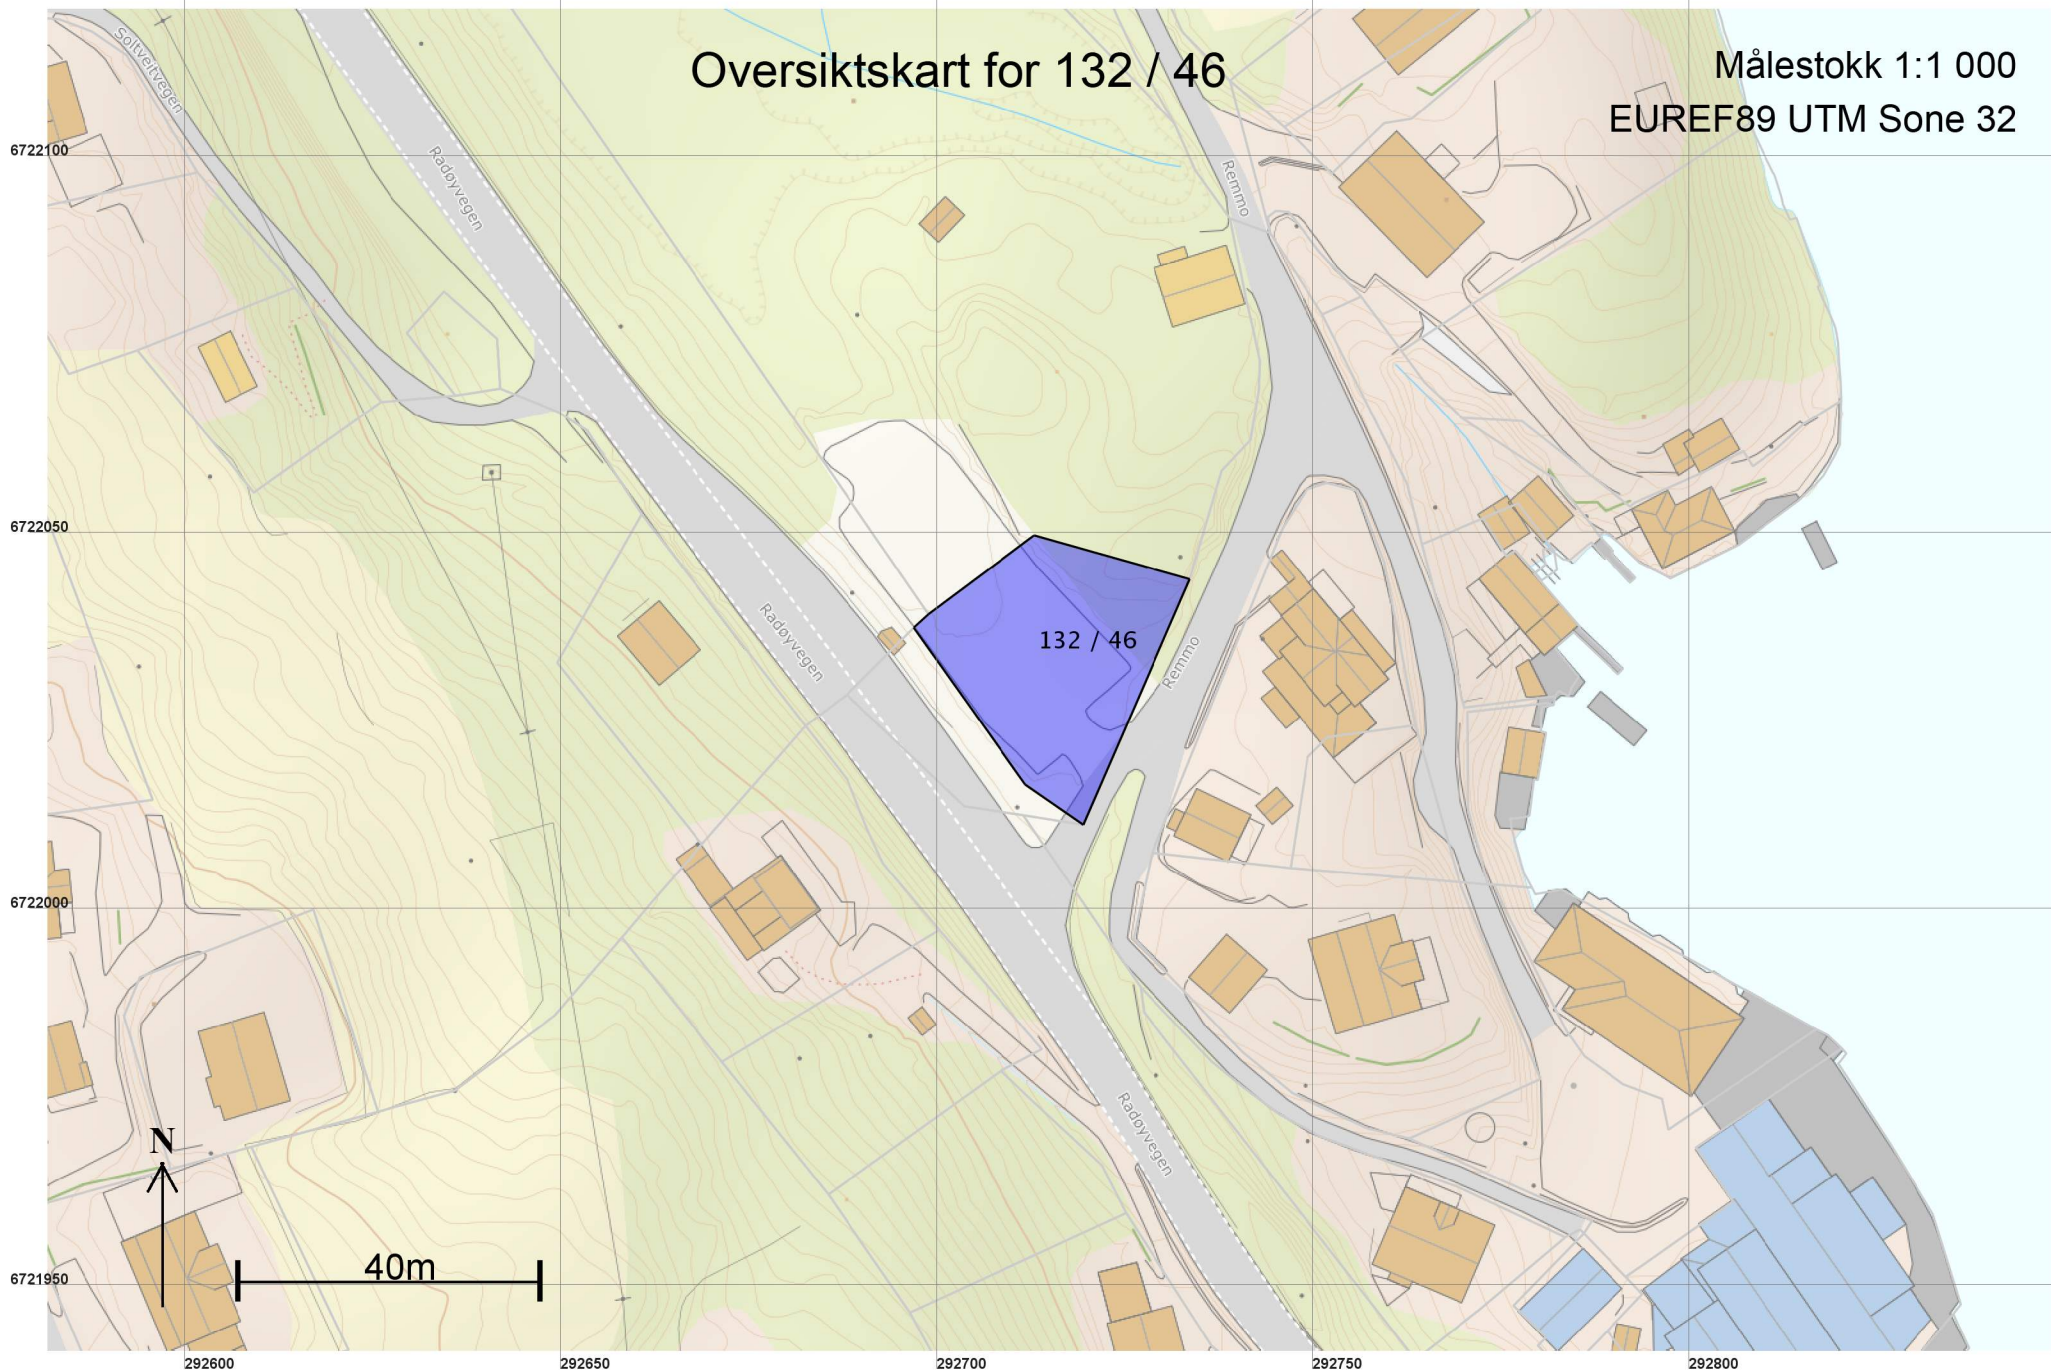 Oversiktskart for 132 / 46
Målestokk 1:1 000
EUREF89 UTM Sone 32
Soltveitvegen
6722100
Radøyvegen
Remmo
6722050
Radøyvegen
132 / 46
Remmo
6722000
Radøyvegen
N
40m
6721950
292600
292650
292700
292750
292800